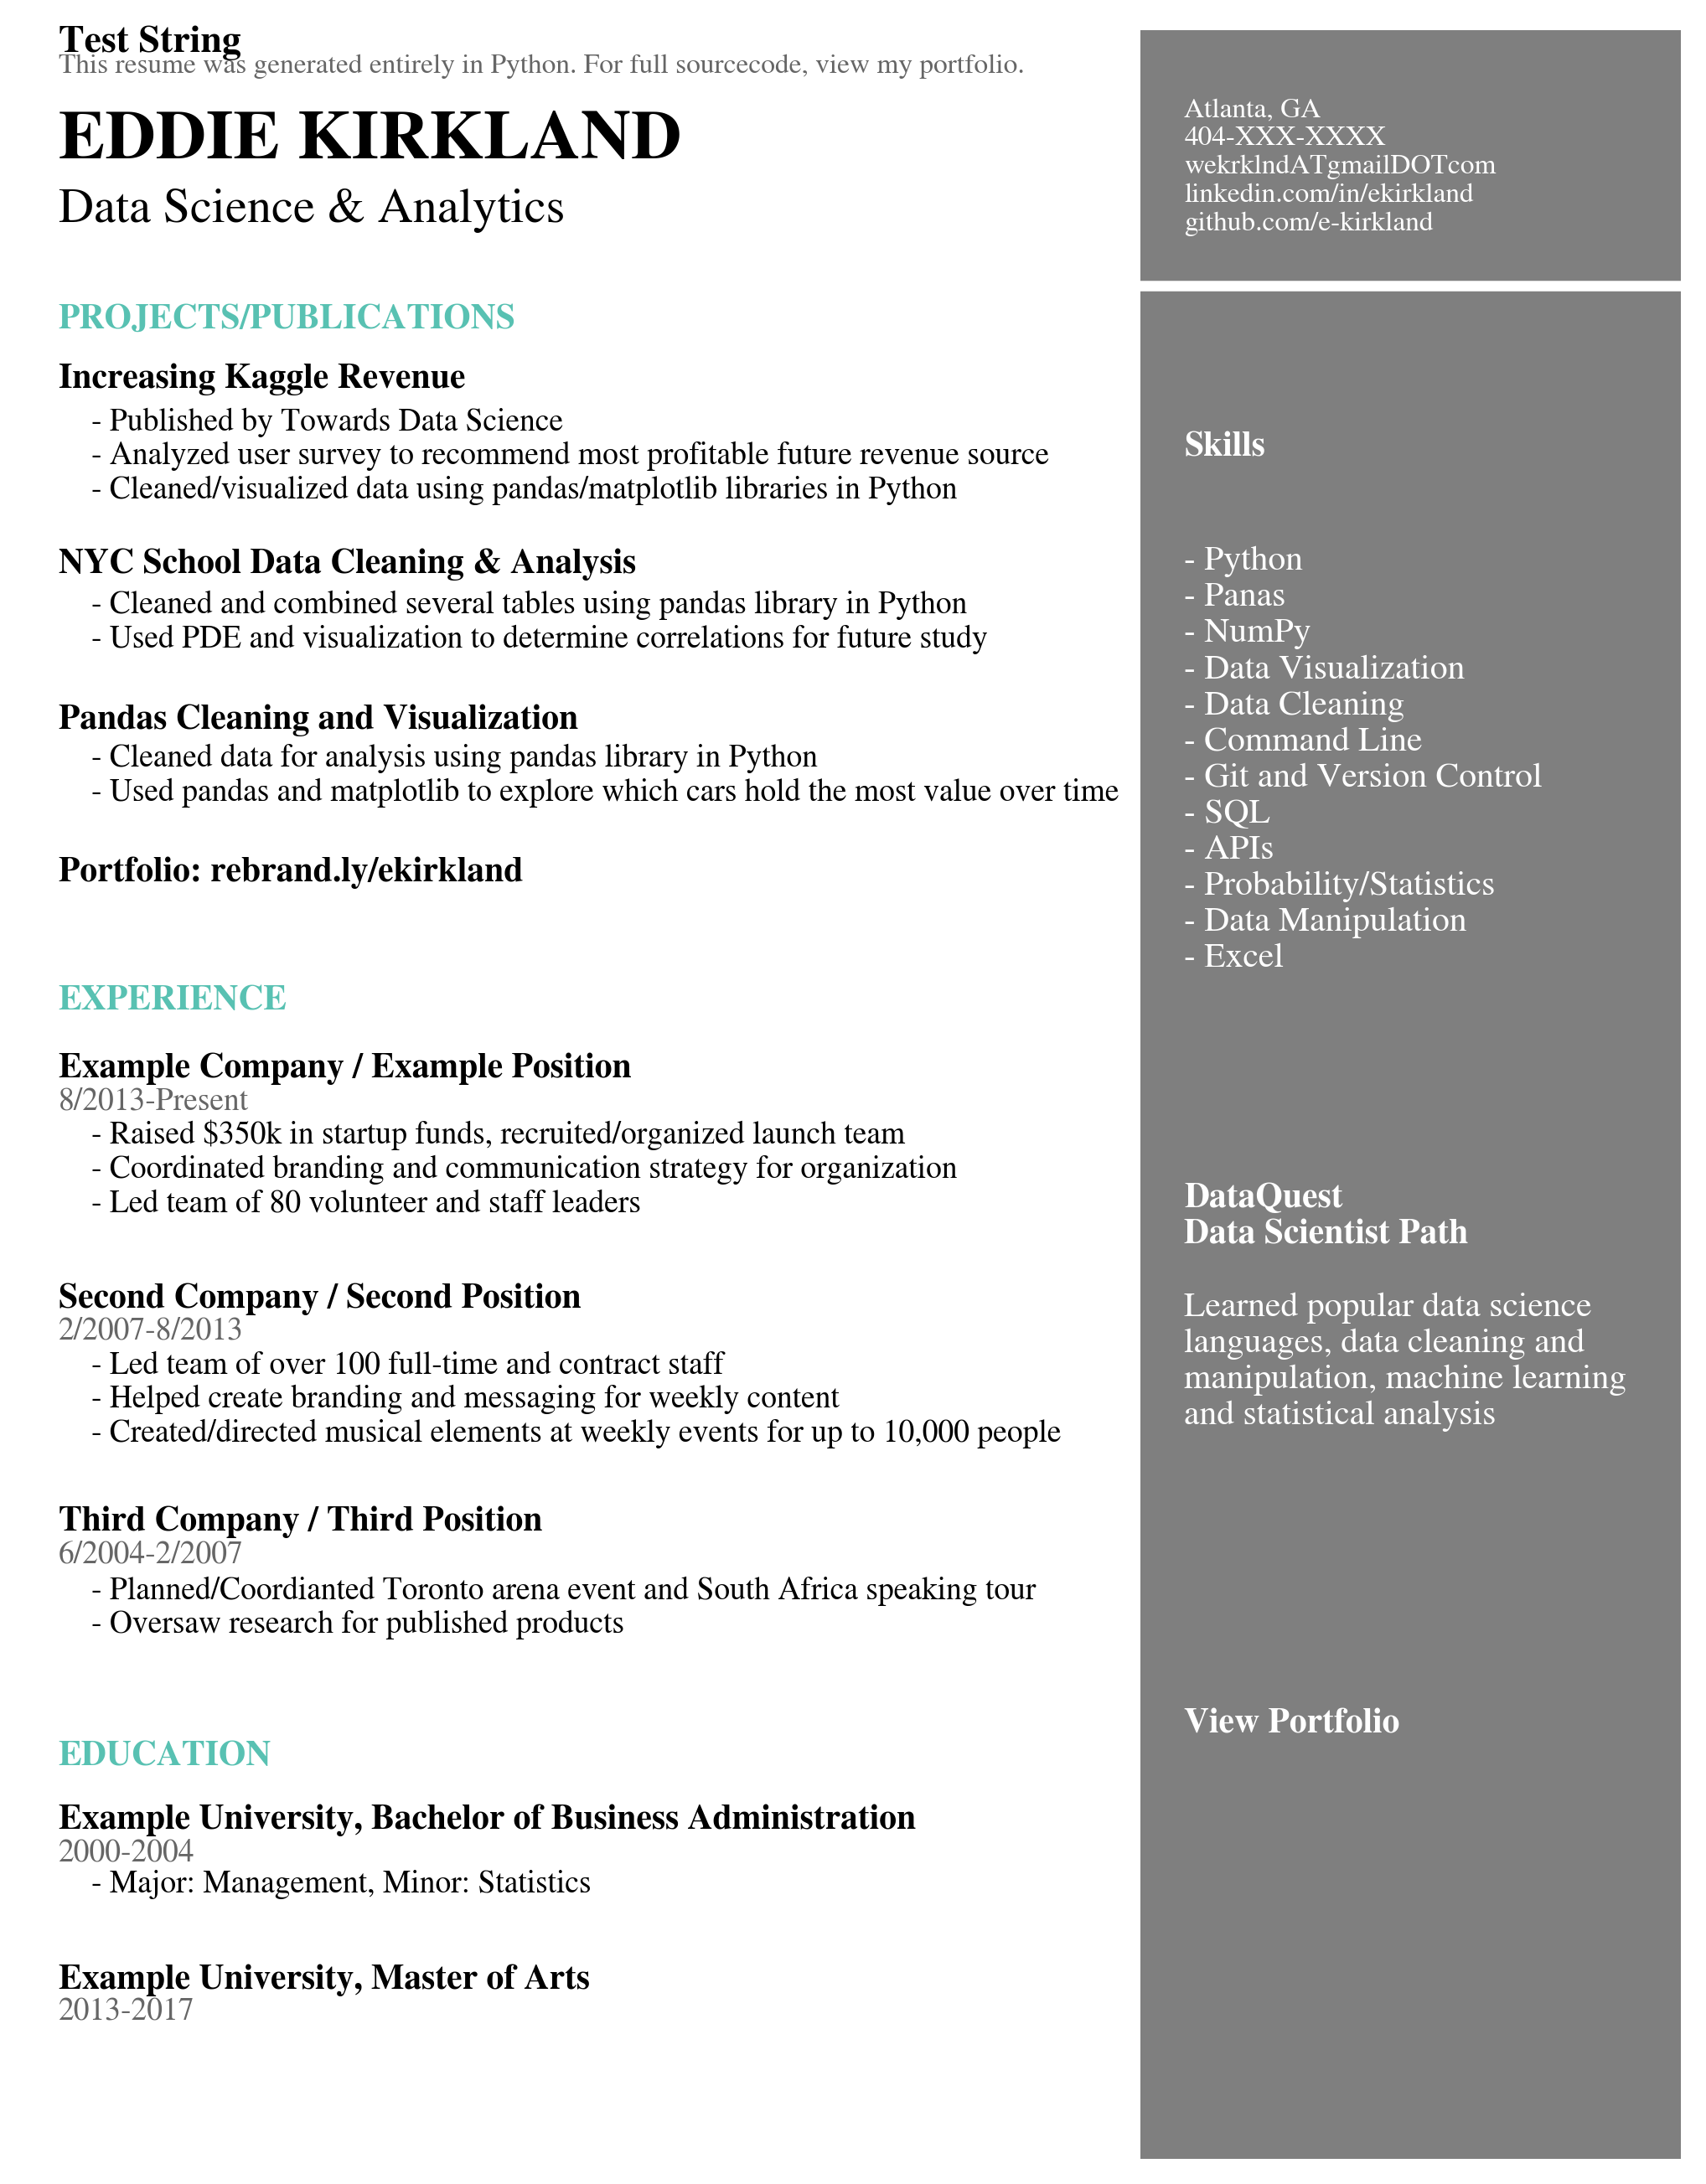 Test String
This resume was generated entirely in Python. For full sourcecode, view my portfolio.
EDDIE KIRKLAND
Data Science & Analytics
PROJECTS/PUBLICATIONS
Increasing Kaggle Revenue
- Published by Towards Data Science
- Analyzed user survey to recommend most profitable future revenue source
- Cleaned/visualized data using pandas/matplotlib libraries in Python
NYC School Data Cleaning & Analysis
- Cleaned and combined several tables using pandas library in Python
- Used PDE and visualization to determine correlations for future study
Pandas Cleaning and Visualization
- Cleaned data for analysis using pandas library in Python
- Used pandas and matplotlib to explore which cars hold the most value over time
Portfolio: rebrand.ly/ekirkland
EXPERIENCE
Example Company / Example Position
8/2013-Present
- Raised $350k in startup funds, recruited/organized launch team
- Coordinated branding and communication strategy for organization
- Led team of 80 volunteer and staff leaders
Second Company / Second Position
2/2007-8/2013
- Led team of over 100 full-time and contract staff
- Helped create branding and messaging for weekly content
- Created/directed musical elements at weekly events for up to 10,000 people
Third Company / Third Position
6/2004-2/2007
- Planned/Coordianted Toronto arena event and South Africa speaking tour
- Oversaw research for published products
EDUCATION
Example University, Bachelor of Business Administration
2000-2004
- Major: Management, Minor: Statistics
Example University, Master of Arts
2013-2017
Atlanta, GA
404-XXX-XXXX
wekrklndATgmailDOTcom
linkedin.com/in/ekirkland
github.com/e-kirkland
Skills
- Python
- Panas
- NumPy
- Data Visualization
- Data Cleaning
- Command Line
- Git and Version Control
- SQL
- APIs
- Probability/Statistics
- Data Manipulation
- Excel
DataQuest
Data Scientist Path
Learned popular data science
languages, data cleaning and
manipulation, machine learning
and statistical analysis
View Portfolio